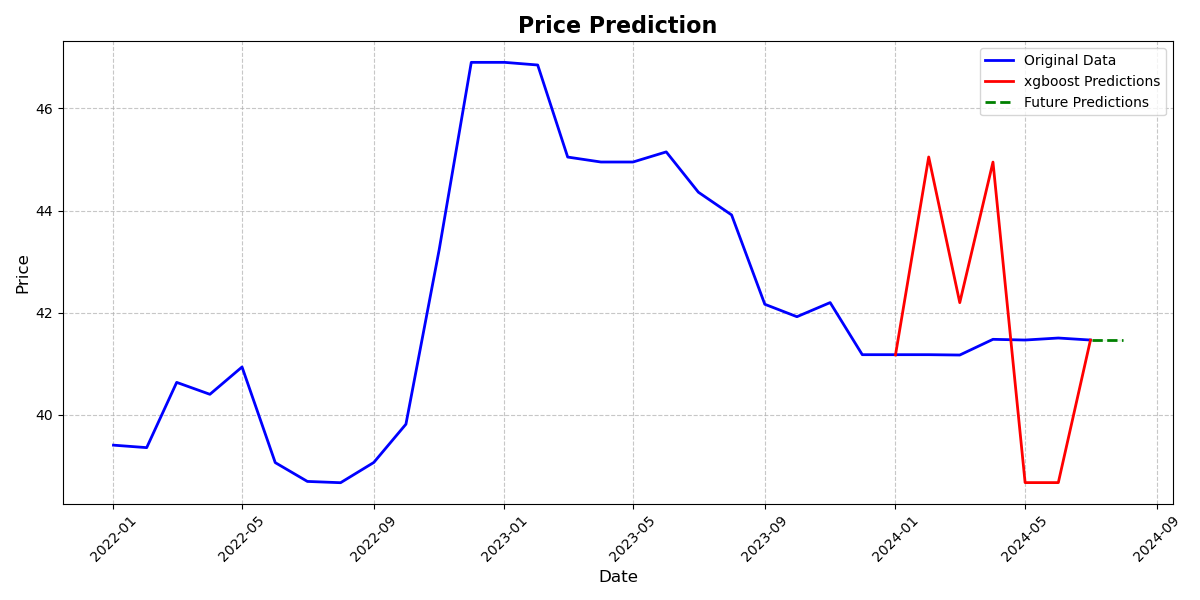 Price Prediction
Original Data
xgboost Predictions
Future Predictions
Price
46
44
42
40
2022-01
2022-05
2022-09
2023-01
2023-05
2023-09
2024-01
2024-05
2024-09
Date